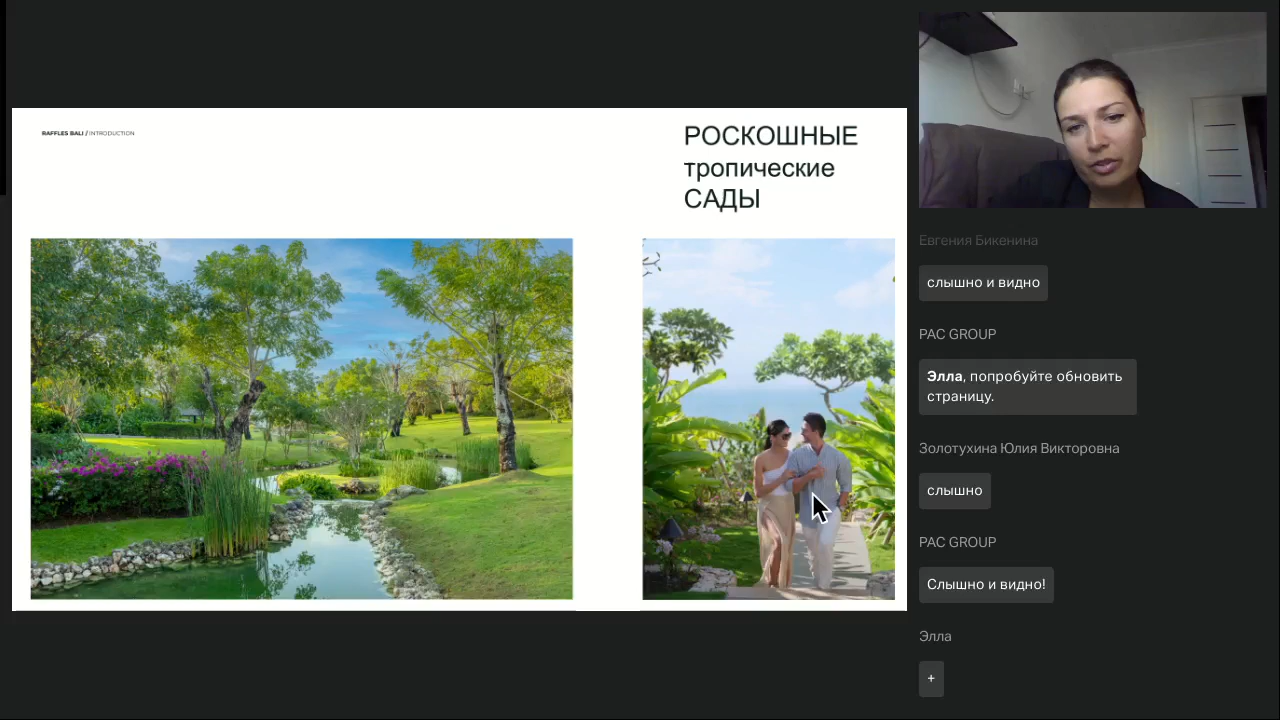 RAFFLES BALI / INTRODUCTION
РОСКОШНЫЕ
тропические
САДЫ
Евгения Бикенина
слышно и видно
PAC GROUP
Элла, попробуйте обновить
страницу.
Золотухина Юлия Викторовна
слышно
PAC GROUP
Слышно и видно!
Элла
+